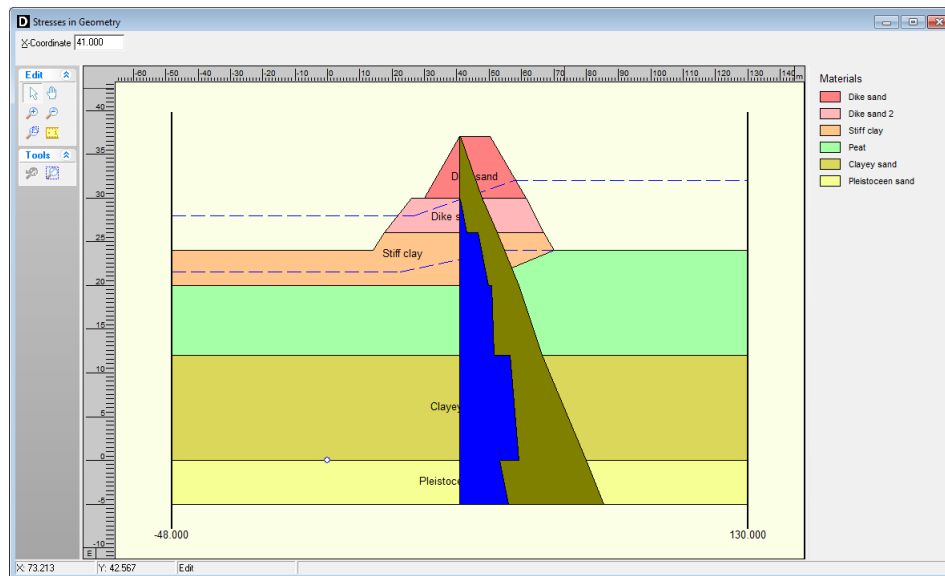 D Stresses in Geometry
X-Coordinate 41.000
Edit
Tools
-60 -50 -40 -30 -20 -10 0 10 20 30 40 50 60 70 80 90 100 110 120 130 140 m
40
35
30
25
20
15
10
5
0
-5
-10
E
Dike sand
Dike s
Stiff clay
Clayey
Pleistoce
-48.000
130.000
Materials
Dike sand
Dike sand 2
Stiff clay
Peat
Clayey sand
Pleistoceen sand
X: 73.213 Y: 42.567 Edit